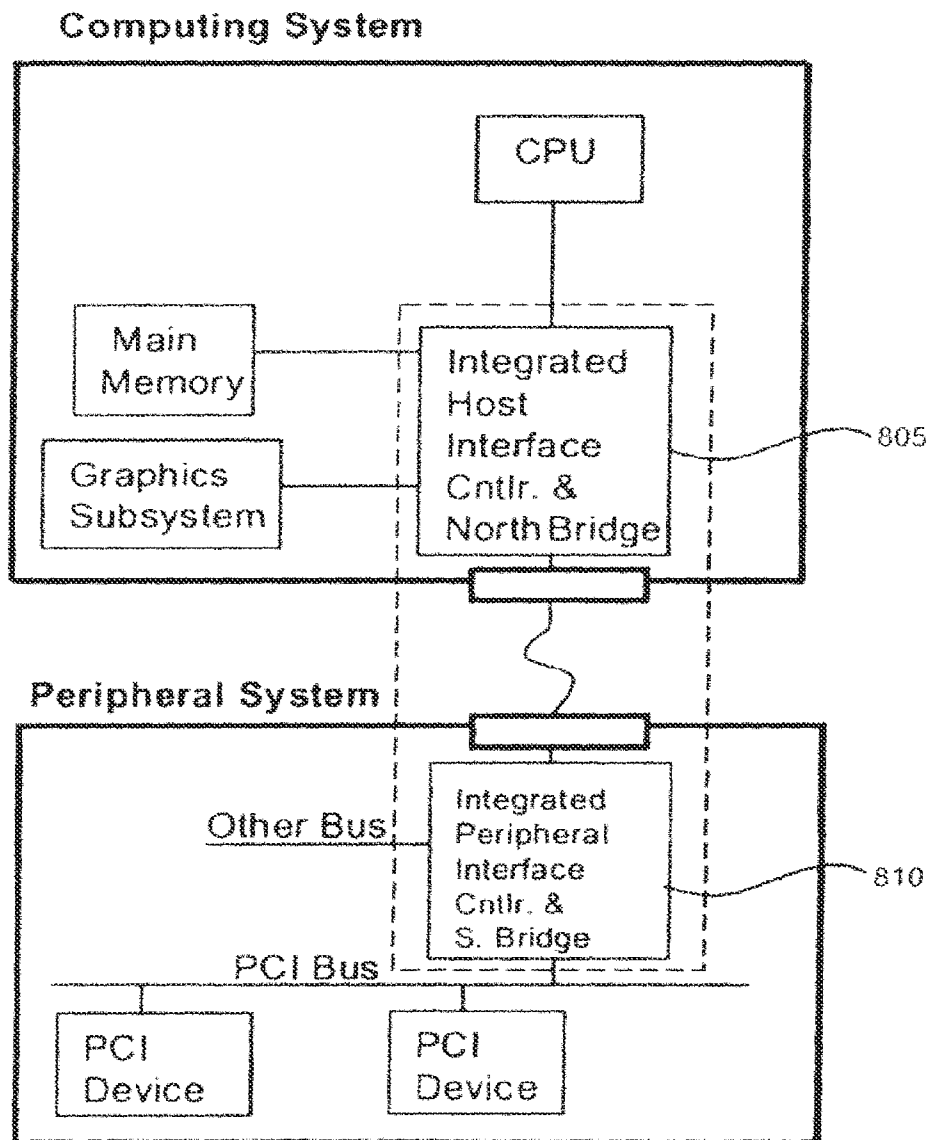 Computing System
CPU
Main
Memory
Integrated
Host
Interface
Cntlr. &
North Bridge
805
Graphics
Subsystem
Peripheral System
Integrated
Peripheral
Interface
Cntlr. &
S. Bridge
810
Other Bus
PCI Bus
PCI
Device
PCI
Device